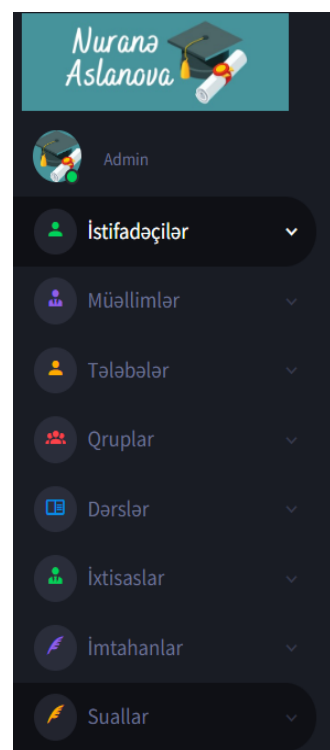 Nuranə
Aslanova
Admin
İstifadəçilər
Müəllimlər
Tələbələr
Qruplar
Dərslər
İxtisaslar
İmtahanlar
Suallar